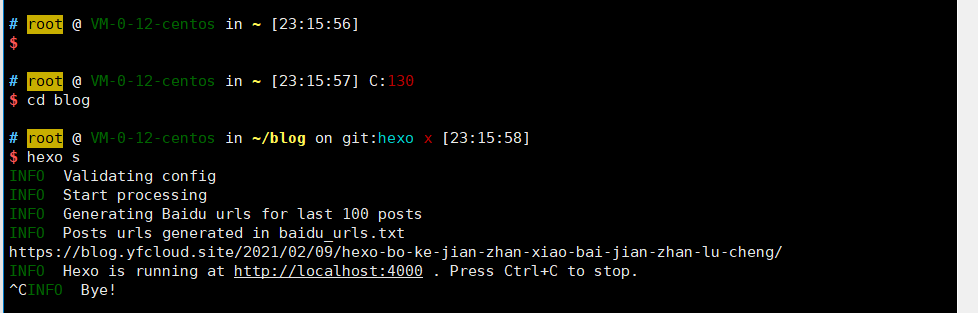 # root @ VM-0-12-centos in ~ [23:15:56]
$
# root @ VM-0-12-centos in ~ [23:15:57] C:130
$ cd blog
# root @ VM-0-12-centos in ~/blog on git:hexo x [23:15:58]
$ hexo s
INFO  Validating config
INFO  Start processing
INFO  Generating Baidu urls for last 100 posts
INFO  Posts urls generated in baidu_urls.txt
https://blog.yfcloud.site/2021/02/09/hexo-bo-ke-jian-zhan-xiao-bai-jian-zhan-lu-cheng/
INFO  Hexo is running at http://localhost:4000 . Press Ctrl+C to stop.
^CINFO  Bye!